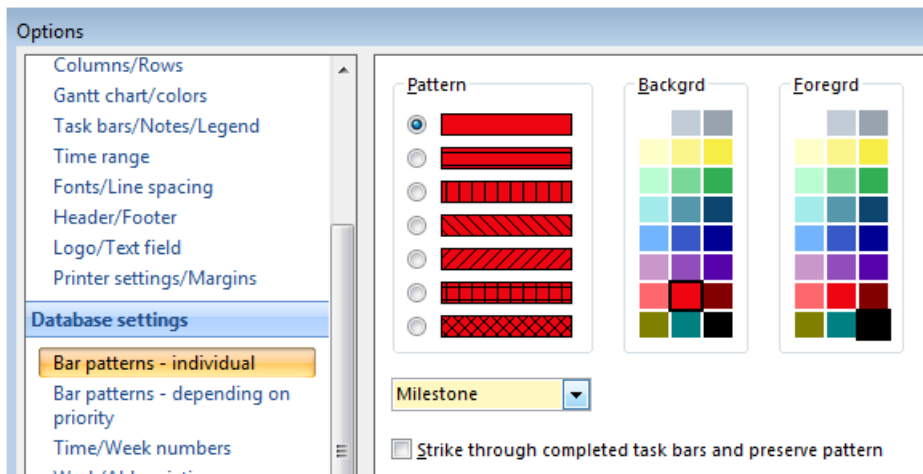 Options
Columns/Rows
Gantt chart/colors
Task bars/Notes/Legend
Time range
Fonts/Line spacing
Header/Footer
Logo/Text field
Printer settings/Margins
Database settings
Bar patterns - individual
Bar patterns - depending on
priority
Time/Week numbers
Pattern
Backgrd
Foregrd
Milestone
Strike through completed task bars and preserve pattern